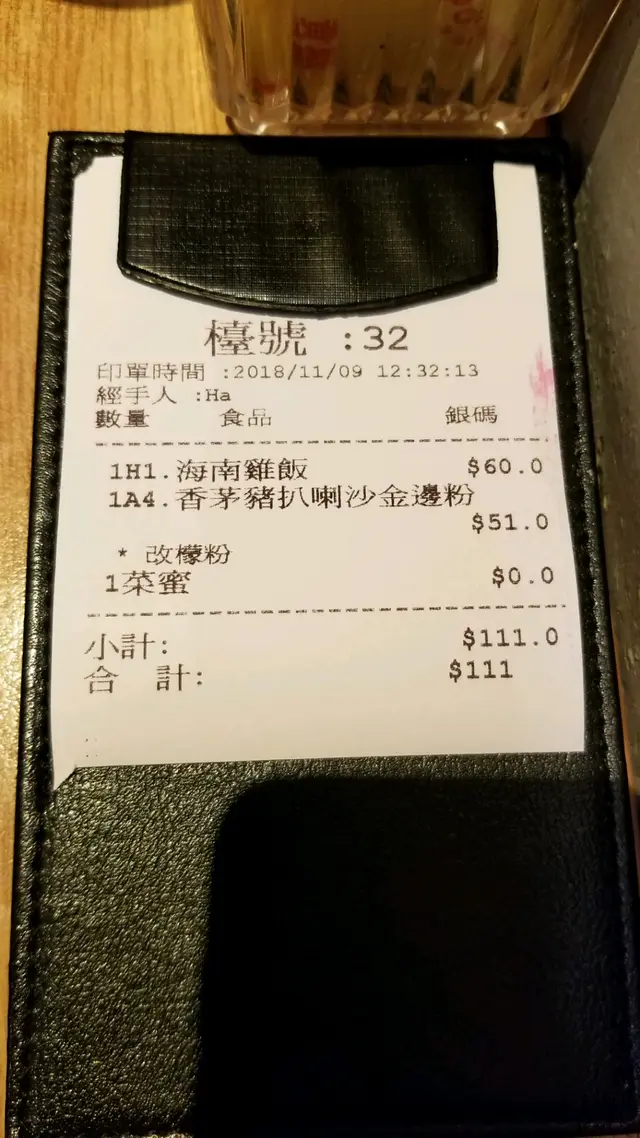 檯號 :32
印單時間 :2018/11/09 12:32:13
經手人 :Ha
數量 食品 銀碼
1H1.海南雞飯 $60.0
1A4.香茅豬扒喇沙金邊粉
$51.0
* 改檬粉
1菜蜜 $0.0
小計: $111.0
合 計: $111